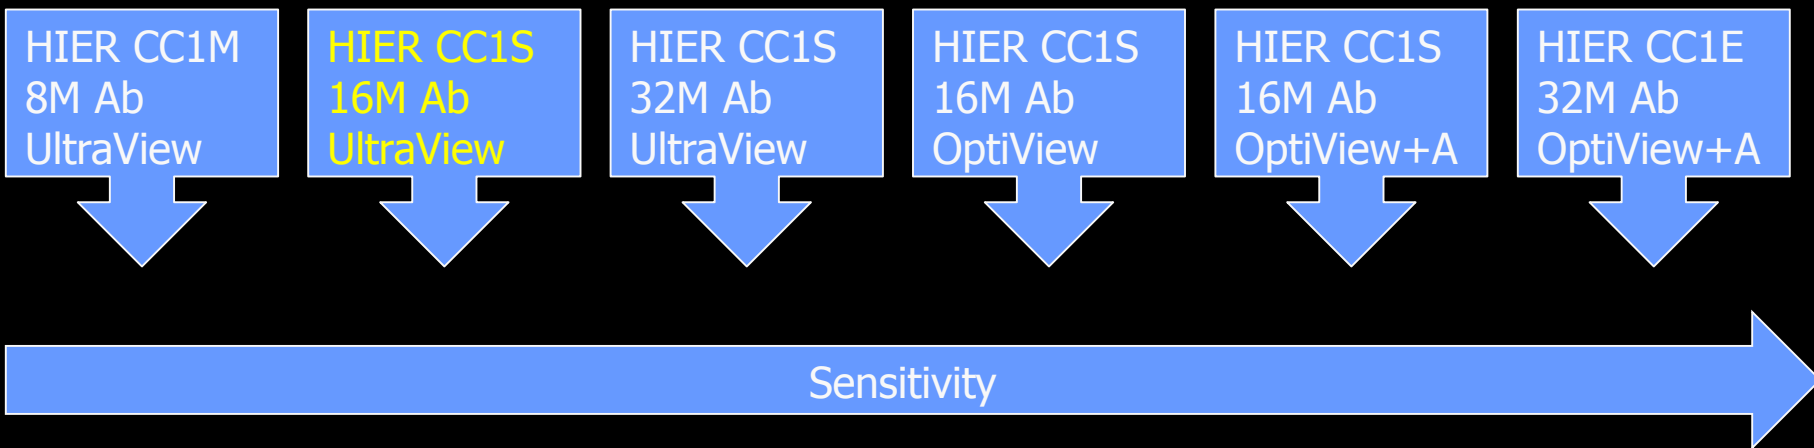 HIER CC1M
8M Ab
UltraView
HIER CC1S
16M Ab
UltraView
HIER CC1S
32M Ab
UltraView
HIER CC1S
16M Ab
OptiView
HIER CC1S
16M Ab
OptiView+A
HIER CC1E
32M Ab
OptiView+A
Sensitivity